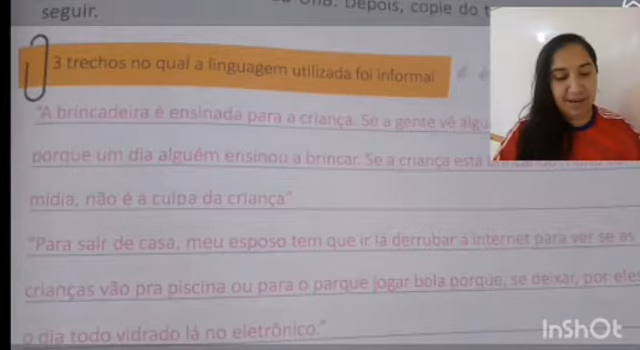 seguir.
Depois, copie do
3 trechos no qual a linguagem utilizada foi informal
"A brincadeira é ensinada para a criança. Se a gente vê
porque um dia alguém ensinou a brincar. Se a criança está
mídia, não é a culpa da criança"
"Para sair de casa, meu esposo tem que ir lá derrubar a internet para ver se as
crianças vão pra piscina ou para o parque jogar bola porque, se deixar, por eles
o dia todo vidrado lá no eletrônico."
InShOt